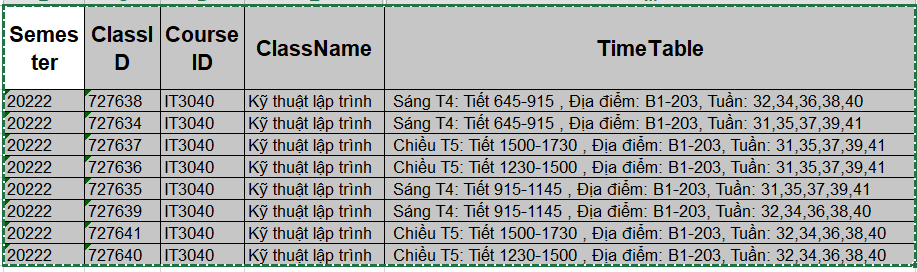 Semester ClassID CourseID ClassName TimeTable
20222 727638 IT3040 Kỹ thuật lập trình Sáng T4: Tiết 645-915 , Địa điểm: B1-203, Tuần: 32,34,36,38,40
20222 727634 IT3040 Kỹ thuật lập trình Sáng T4: Tiết 645-915 , Địa điểm: B1-203, Tuần: 31,35,37,39,41
20222 727637 IT3040 Kỹ thuật lập trình Chiều T5: Tiết 1500-1730 , Địa điểm: B1-203, Tuần: 31,35,37,39,41
20222 727636 IT3040 Kỹ thuật lập trình Chiều T5: Tiết 1230-1500 , Địa điểm: B1-203, Tuần: 31,35,37,39,41
20222 727635 IT3040 Kỹ thuật lập trình Sáng T4: Tiết 915-1145 , Địa điểm: B1-203, Tuần: 31,35,37,39,41
20222 727639 IT3040 Kỹ thuật lập trình Sáng T4: Tiết 915-1145 , Địa điểm: B1-203, Tuần: 32,34,36,38,40
20222 727641 IT3040 Kỹ thuật lập trình Chiều T5: Tiết 1500-1730 , Địa điểm: B1-203, Tuần: 32,34,36,38,40
20222 727640 IT3040 Kỹ thuật lập trình Chiều T5: Tiết 1230-1500 , Địa điểm: B1-203, Tuần: 32,34,36,38,40